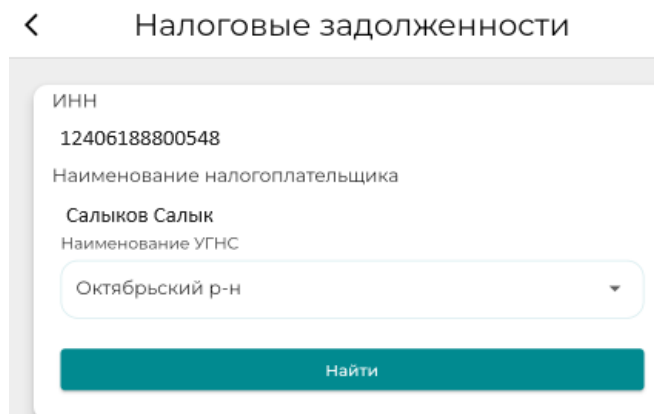 Налоговые задолженности
ИНН
12406188800548
Наименование налогоплательщика
Салыков Салык
Наименование УГНС
Октябрьский р-н
Найти